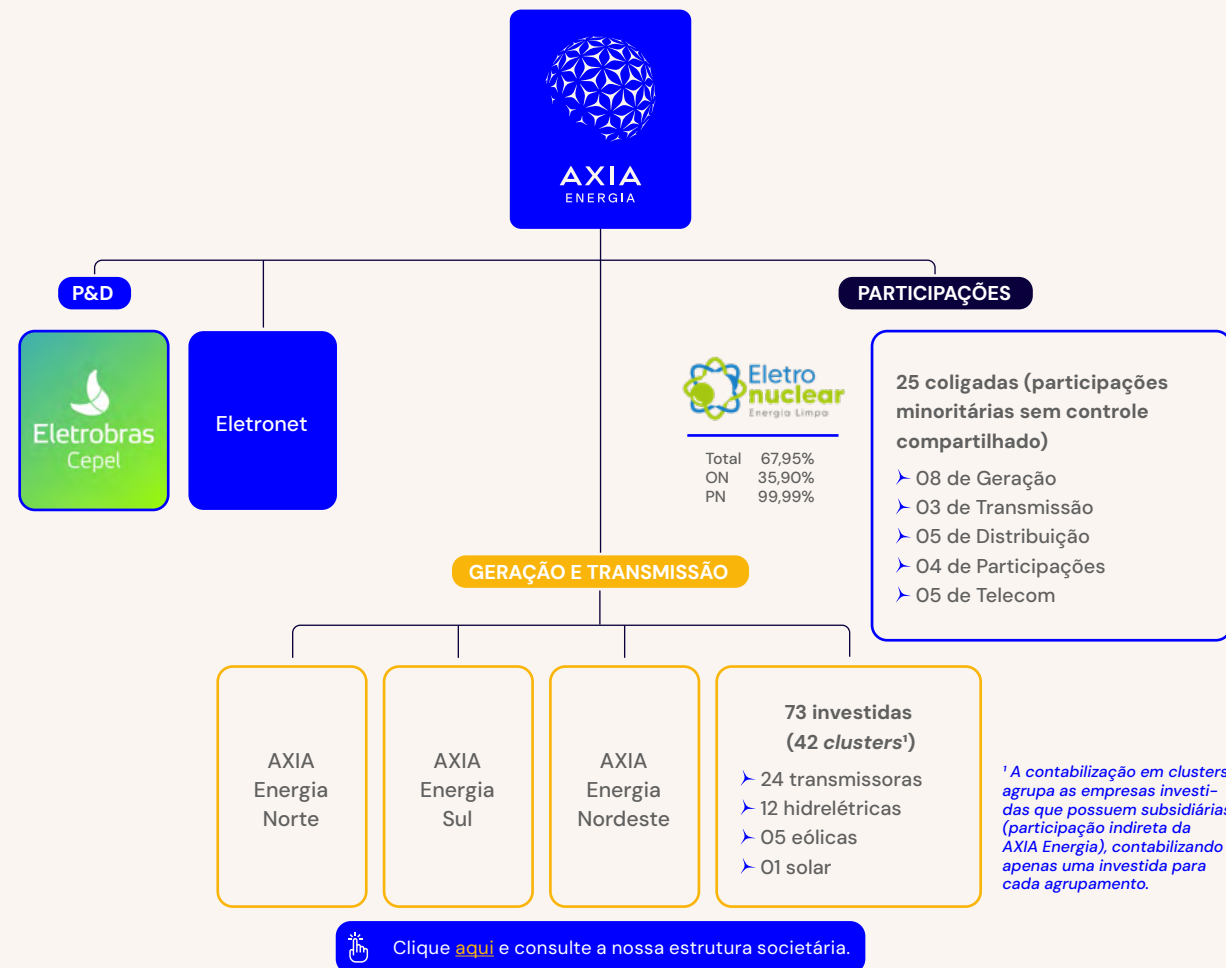 AXIA
ENERGIA
P&D
PARTICIPAÇÕES
Eletrobras
Cepel
Eletronet
Eletro
nuclear
Energia Limpa
Total 67,95%
ON 35,90%
PN 99,99%
25 coligadas (participações
minoritárias sem controle
compartilhado)
08 de Geração
03 de Transmissão
05 de Distribuição
04 de Participações
05 de Telecom
GERAÇÃO E TRANSMISSÃO
AXIA
Energia
Norte
AXIA
Energia
Sul
AXIA
Energia
Nordeste
73 investidas
(42 clusters¹)
24 transmissoras
12 hidrelétricas
05 eólicas
01 solar
¹ A contabilização em clusters
agrupa as empresas investi-
das que possuem subsidiárias
(participação indireta da
AXIA Energia), contabilizando
apenas uma investida para
cada agrupamento.
Clique aqui e consulte a nossa estrutura societária.